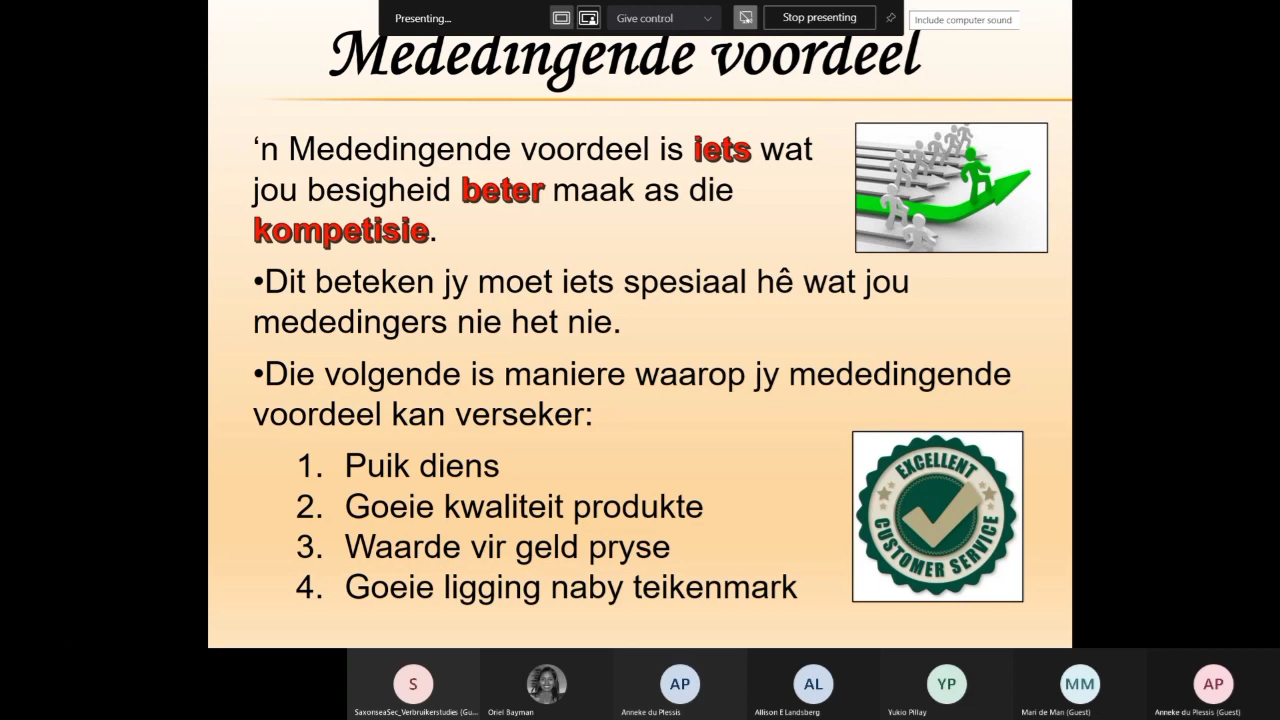 Presenting...
Give control
Stop presenting
Include computer sound
Mededingende voordeel
‘n Mededingende voordeel is iets wat
jou besigheid beter maak as die
kompetisie.
•Dit beteken jy moet iets spesiaal hê wat jou
mededingers nie het nie.
•Die volgende is maniere waarop jy mededingende
voordeel kan verseker:
1. Puik diens
2. Goeie kwaliteit produkte
3. Waarde vir geld pryse
4. Goeie ligging naby teikenmark
EXCELLENT
CUSTOMER SERVICE
S
AP
AL
YP
MM
AP
SaxonseaSec_Verbruikerstudies (Gu...
Oriel Bayman
Anneke du Plessis
Allison E Landsberg
Yukio Pillay
Mari de Man (Guest)
Anneke du Plessis (Guest)